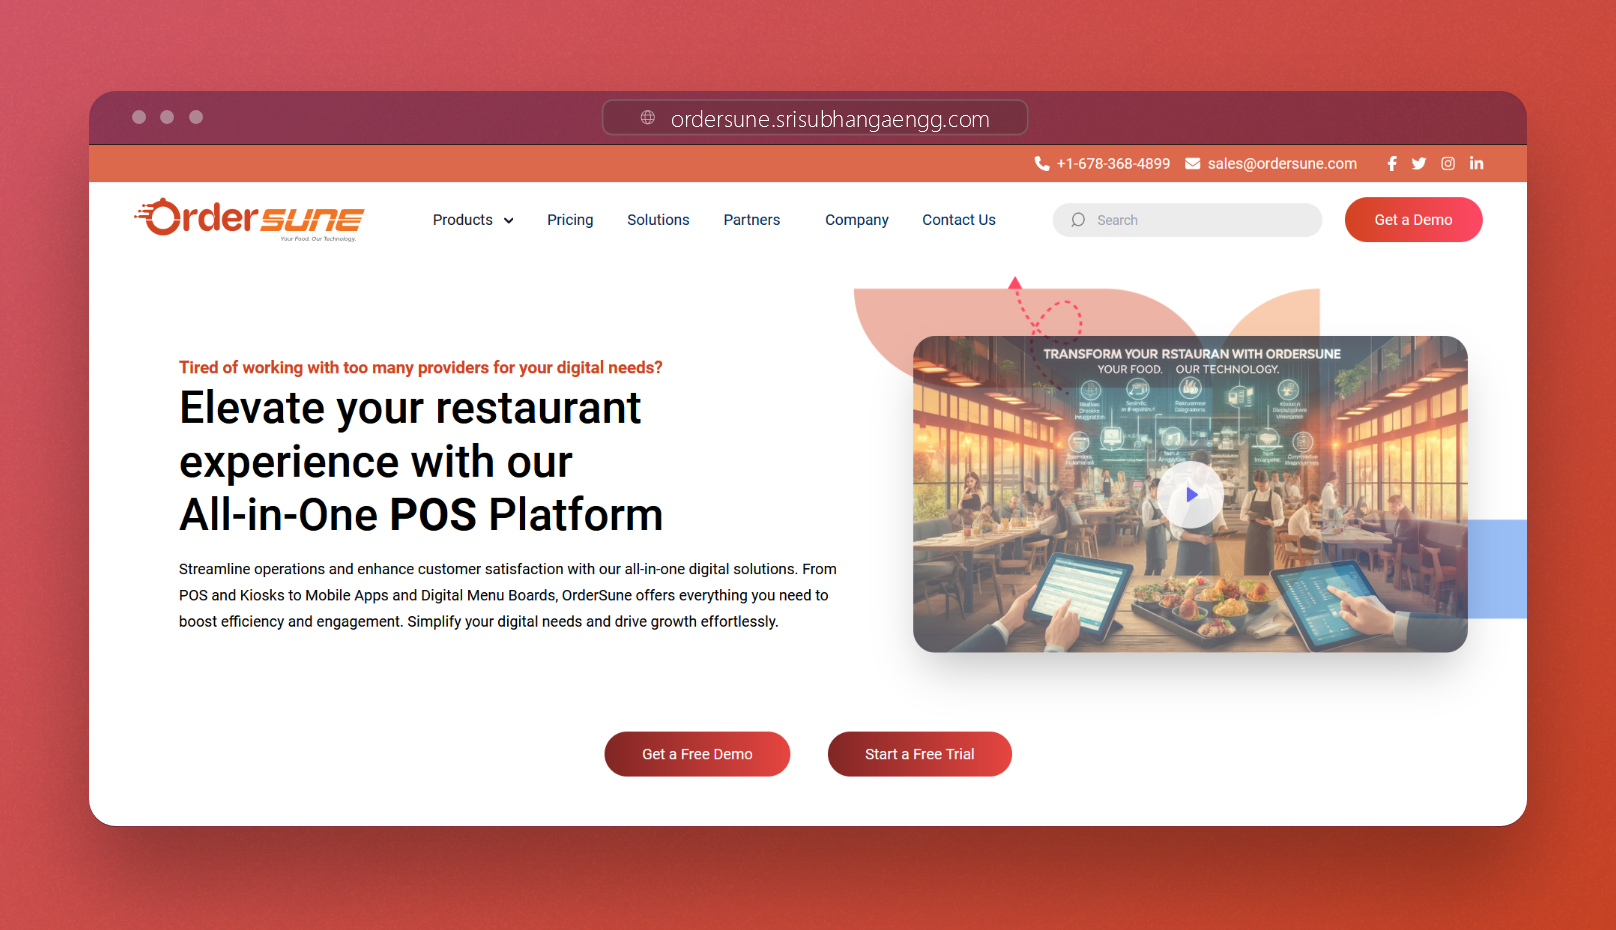 ordersune.srisubhangaengg.com
+1-678-368-4899 sales@ordersune.com
OrderSUNE
Your Food. Our Technology.
Products Pricing Solutions Partners Company Contact Us Search Get a Demo
Tired of working with too many providers for your digital needs?
Elevate your restaurant
experience with our
All-in-One POS Platform
Streamline operations and enhance customer satisfaction with our all-in-one digital solutions. From
POS and Kiosks to Mobile Apps and Digital Menu Boards, OrderSune offers everything you need to
boost efficiency and engagement. Simplify your digital needs and drive growth effortlessly.
TRANSFORM YOUR RSTAURAN WITH ORDERSUNE
YOUR FOOD. OUR TECHNOLOGY.
Get a Free Demo Start a Free Trial